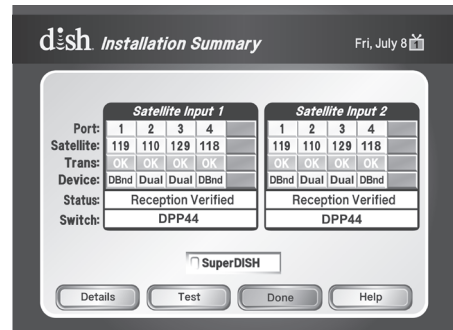 dish Installation Summary Fri, July 8 1
Satellite Input 1 Satellite Input 2
Port: 1 2 3 4 1 2 3 4
Satellite: 119 110 129 118 119 110 129 118
Trans: OK OK OK OK OK OK OK OK
Device: DBnd Dual Dual DBnd DBnd Dual Dual DBnd
Status: Reception Verified Reception Verified
Switch: DPP44 DPP44
SuperDISH
Details Test Done Help